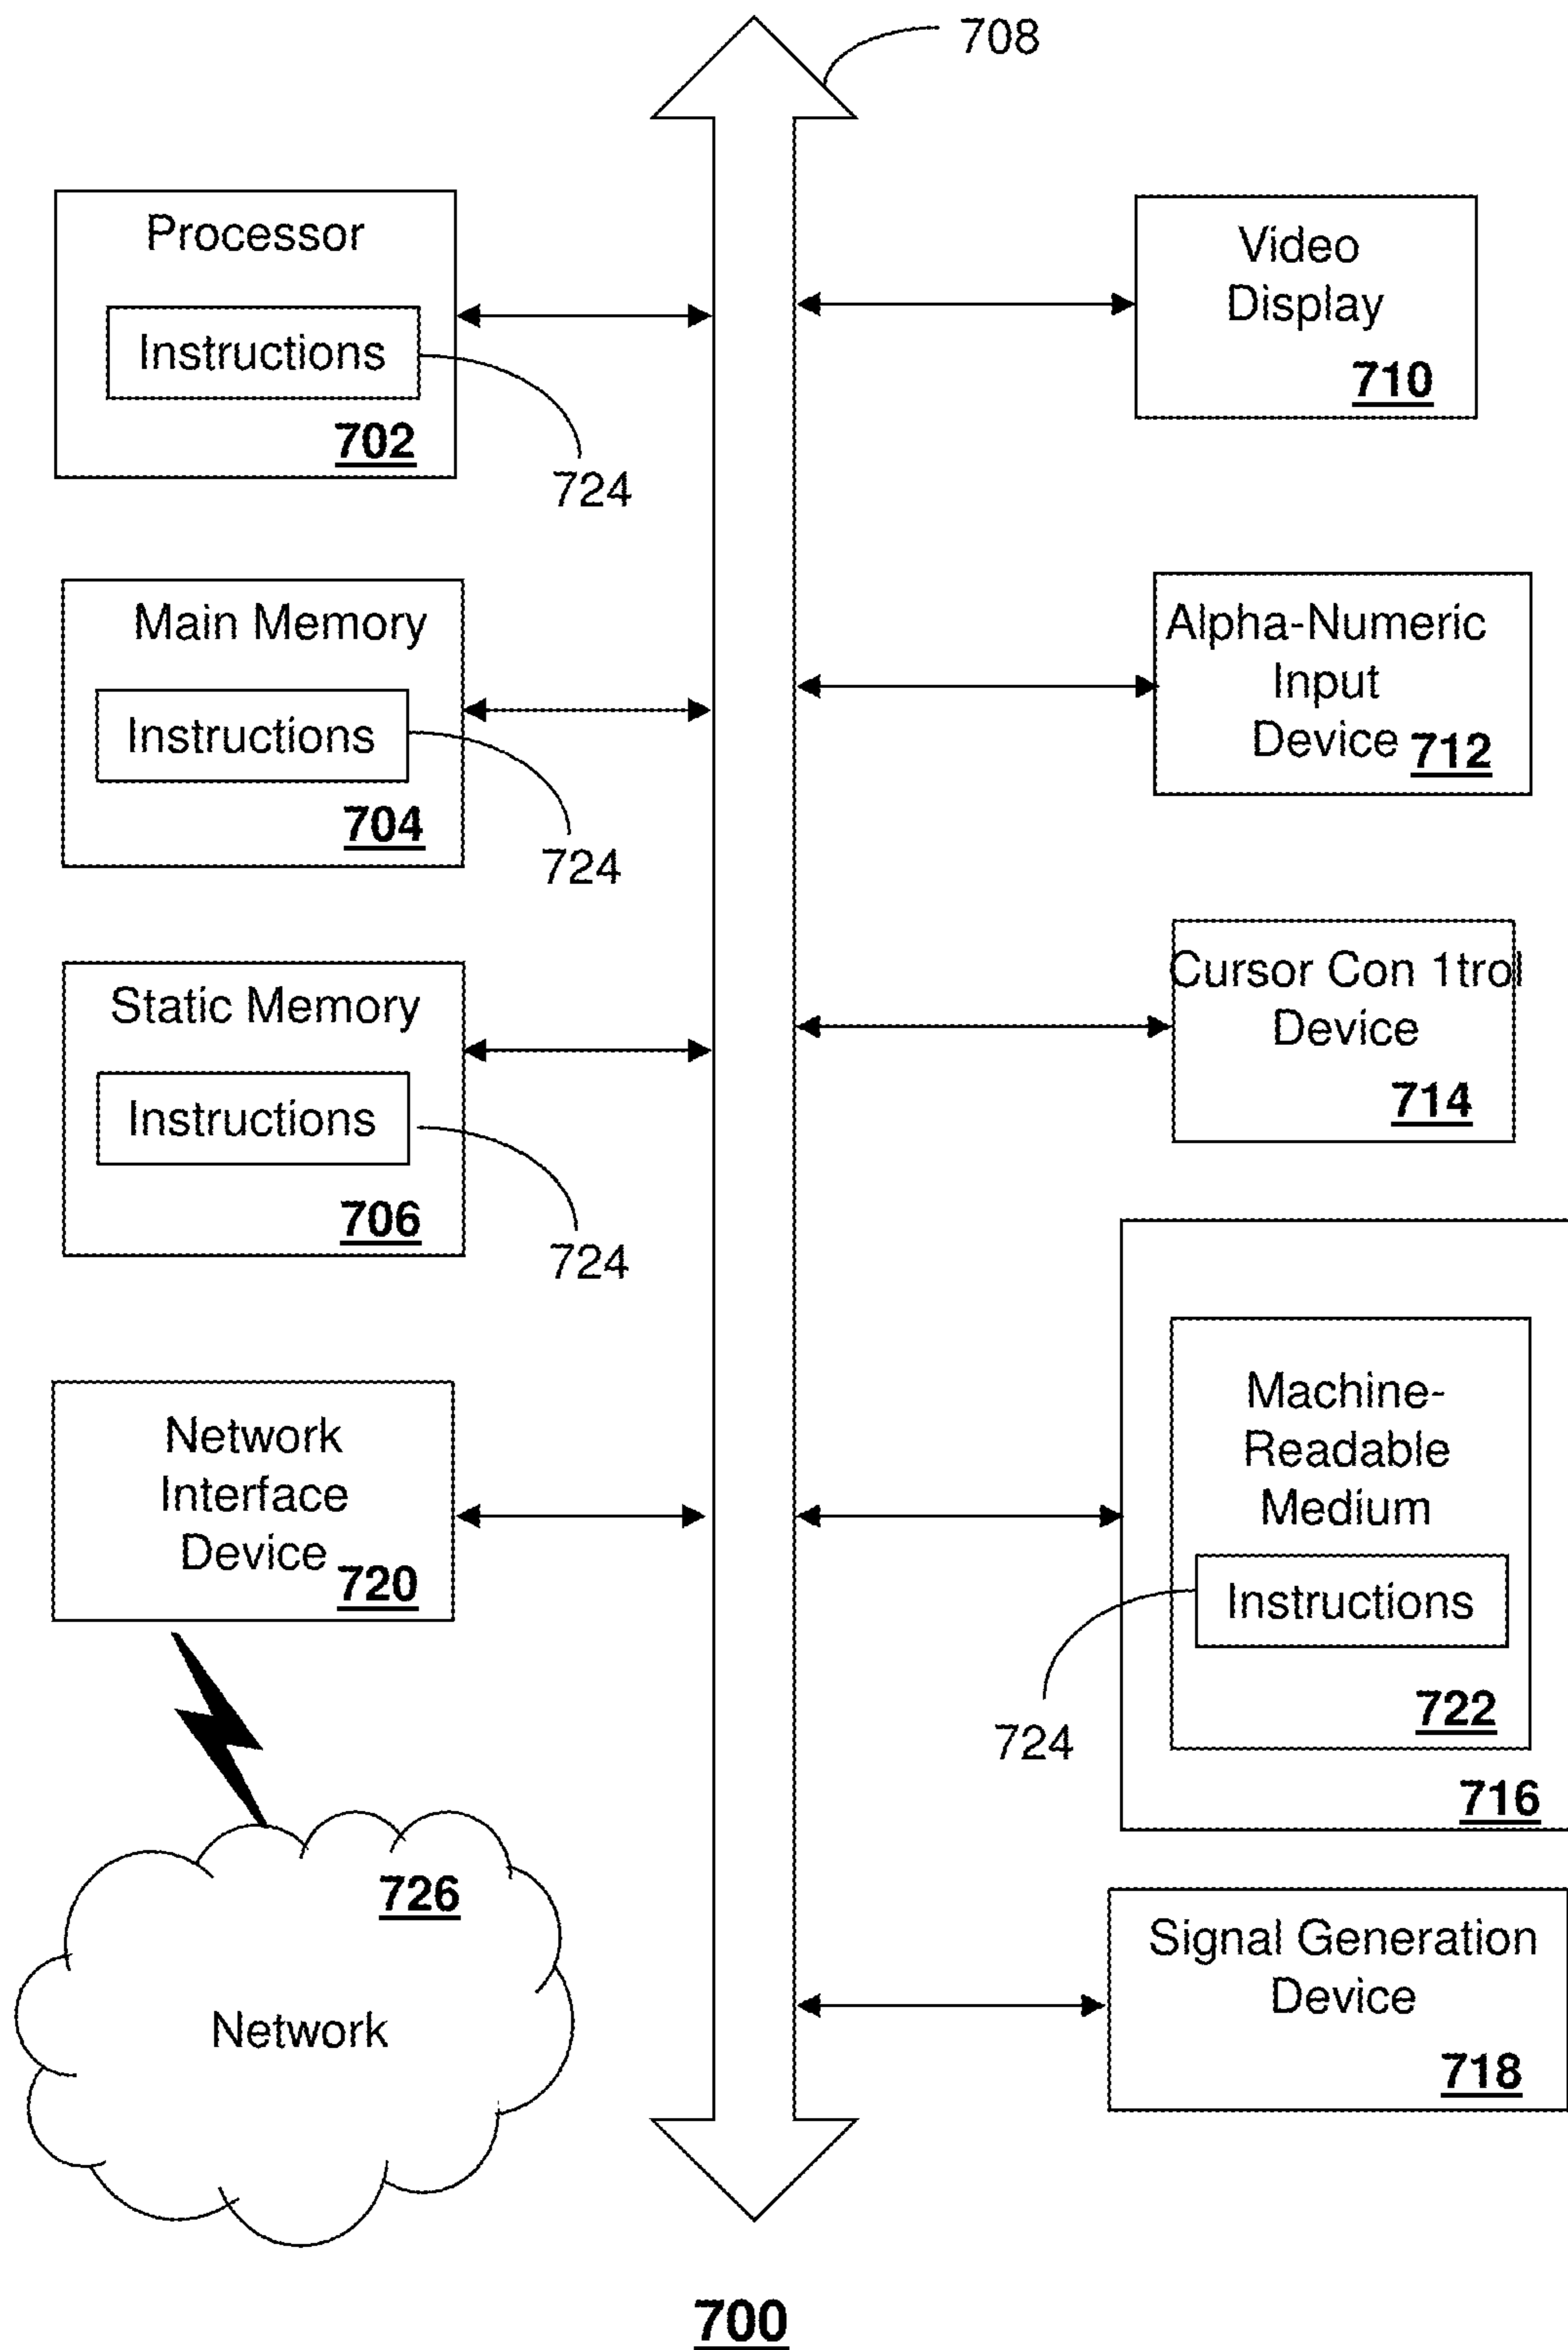 708
Processor
Instructions
702
724
Video
Display
710
Main Memory
Instructions
704
724
Alpha-Numeric
Input
Device 712
Static Memory
Instructions
706
724
Cursor Con 1trol
Device
714
Network
Interface
Device 720
Machine-
Readable
Medium
Instructions
722
724
716
726
Network
Signal Generation
Device
718
700